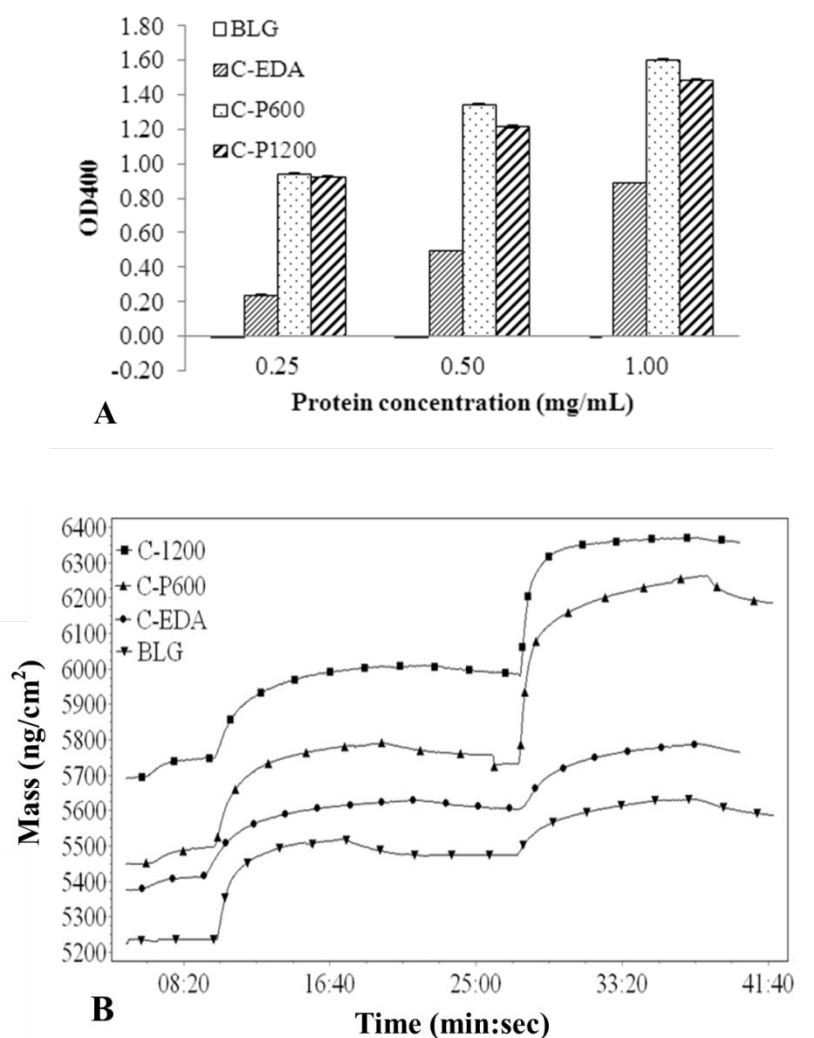 1.80
1.60
1.40
1.20
1.00
0.80
0.60
0.40
0.20
0.00
-0.20
OD400
BLG
C-EDA
C-P600
C-P1200
0.25 0.50 1.00
Protein concentration (mg/mL)
A
6400
6300
6200
6100
6000
5900
5800
5700
5600
5500
5400
5300
5200
Mass (ng/cm²)
C-1200
C-P600
C-EDA
BLG
08:20 16:40 25:00 33:20 41:40
Time (min:sec)
B